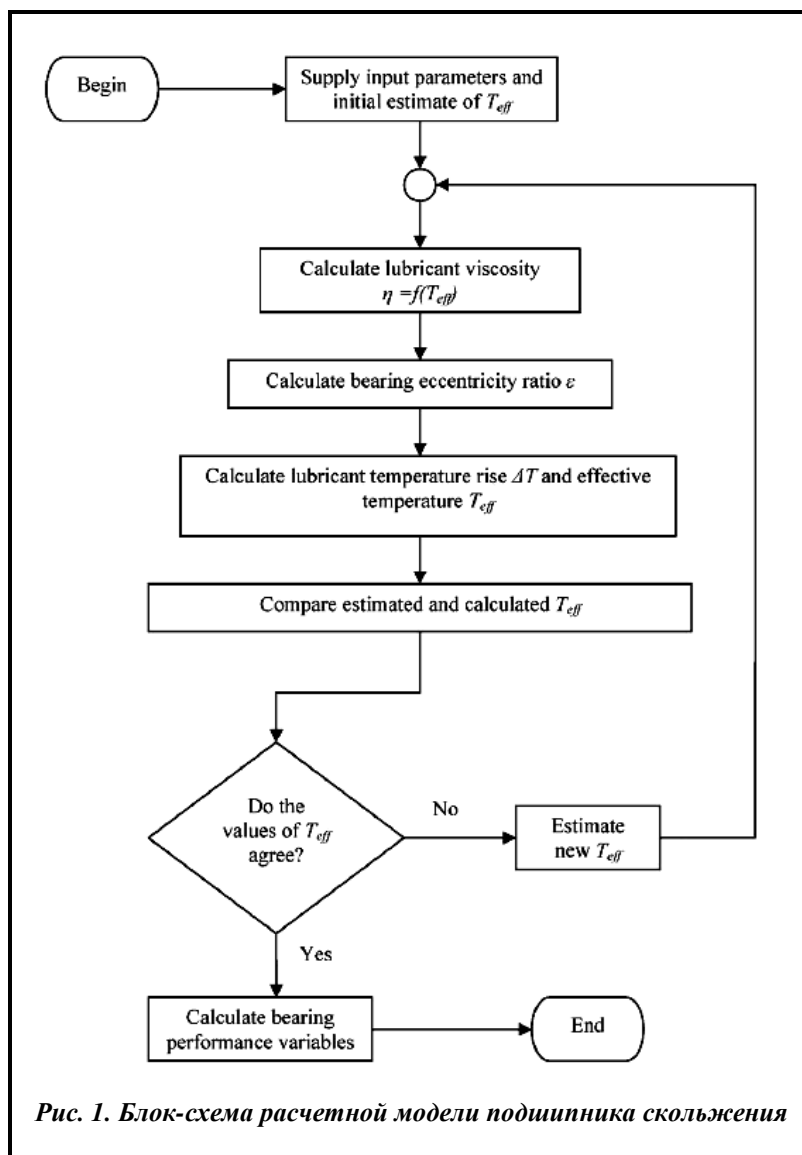 Begin
Supply input parameters and
initial estimate of T_eff
Calculate lubricant viscosity
η =f(T_eff)
Calculate bearing eccentricity ratio ε
Calculate lubricant temperature rise ΔT and effective
temperature T_eff
Compare estimated and calculated T_eff
Do the
values of T_eff
agree?
No
Estimate
new T_eff
Yes
Calculate bearing
performance variables
End
Рис. 1. Блок-схема расчетной модели подшипника скольжения